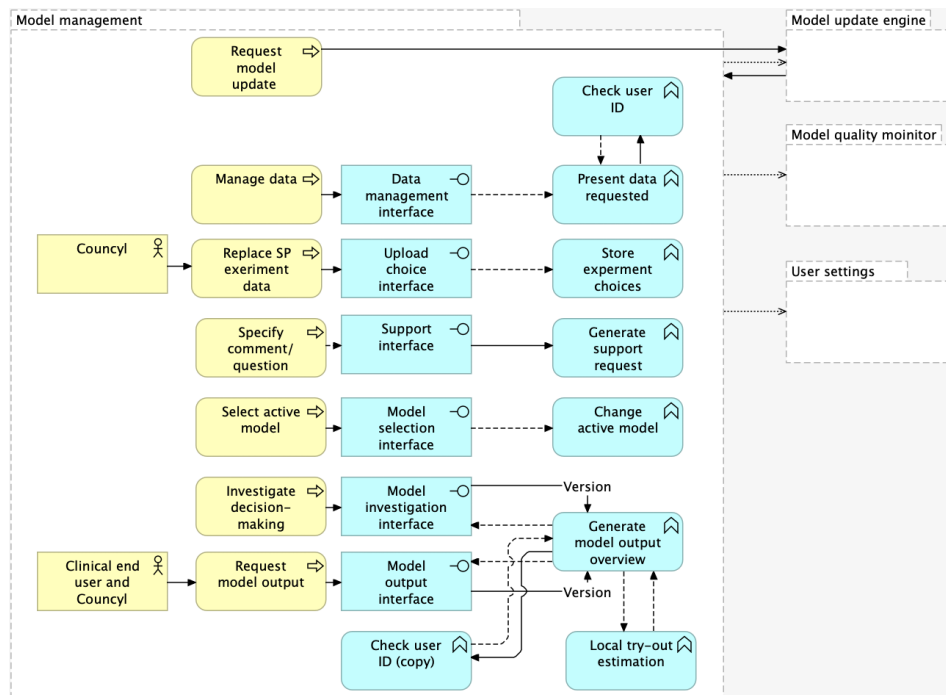 Model management
Model update engine
Request
model
update
Check user
ID
Model quality moinitor
Manage data
Data
management
interface
Present data
requested
Councyl
Replace SP
exeriment
data
Upload
choice
interface
Store
experment
choices
User settings
Specify
comment/
question
Support
interface
Generate
support
request
Select active
model
Model
selection
interface
Change
active model
Investigate
decision-
making
Model
investigation
interface
Version
Generate
model output
overview
Clinical end
user and
Councyl
Request
model output
Model
output
interface
Version
Check user
ID (copy)
Local try-out
estimation